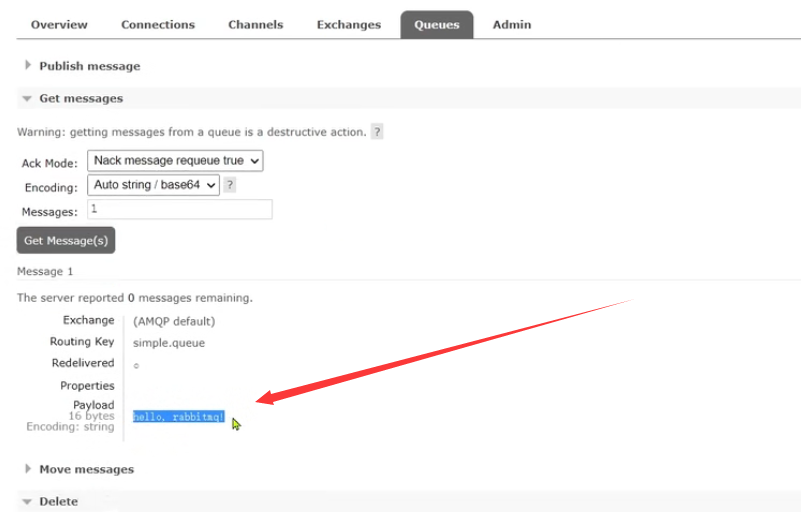 Overview Connections Channels Exchanges Queues Admin
Publish message
Get messages
Warning: getting messages from a queue is a destructive action. ?
Ack Mode: Nack message requeue true
Encoding: Auto string / base64 ?
Messages: 1
Get Message(s)
Message 1
The server reported 0 messages remaining.
Exchange (AMQP default)
Routing Key simple.queue
Redelivered ○
Properties
Payload
16 bytes hello, rabbitmq!
Encoding: string
Move messages
Delete